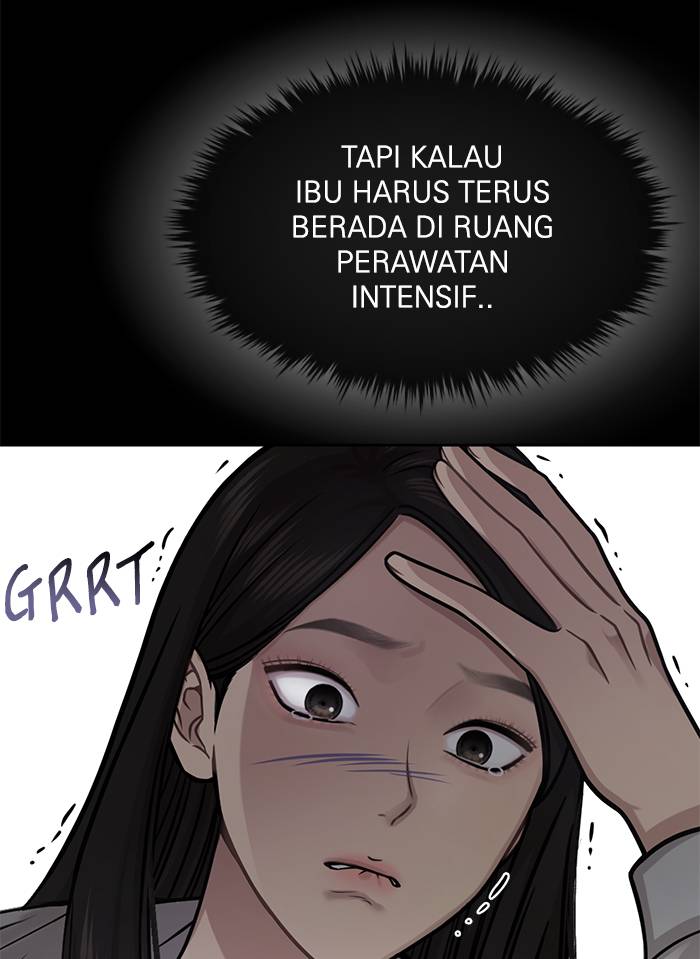 TAPI KALAU
IBU HARUS TERUS
BERADA DI RUANG
PERAWATAN
INTENSIF..
GRRT